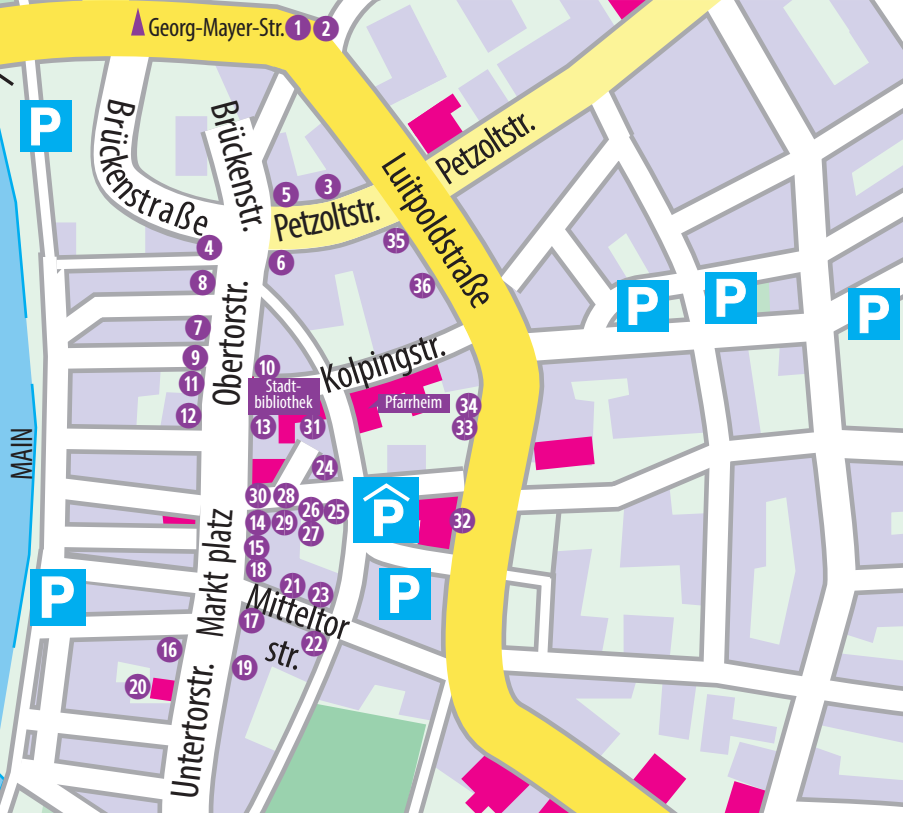 Georg-Mayer-Str. 1 2
P
Brückenstraße
Brückenstr.
Petzoltstr.
Luitpoldstraße
5 3
Petzoltstr.
4
35
6
8
36
P
P
P
Obertorstr.
7
9
10
Kolpingstr.
11
Stadt-
bibliothek
Pfarrheim
12
13
31
34
33
MAIN
24
30 28
26 25
P
32
14 29
27
15
Markt platz
18
P
P
21 23
Mitteltor
str.
17
22
16
19
20
Untertorstr.